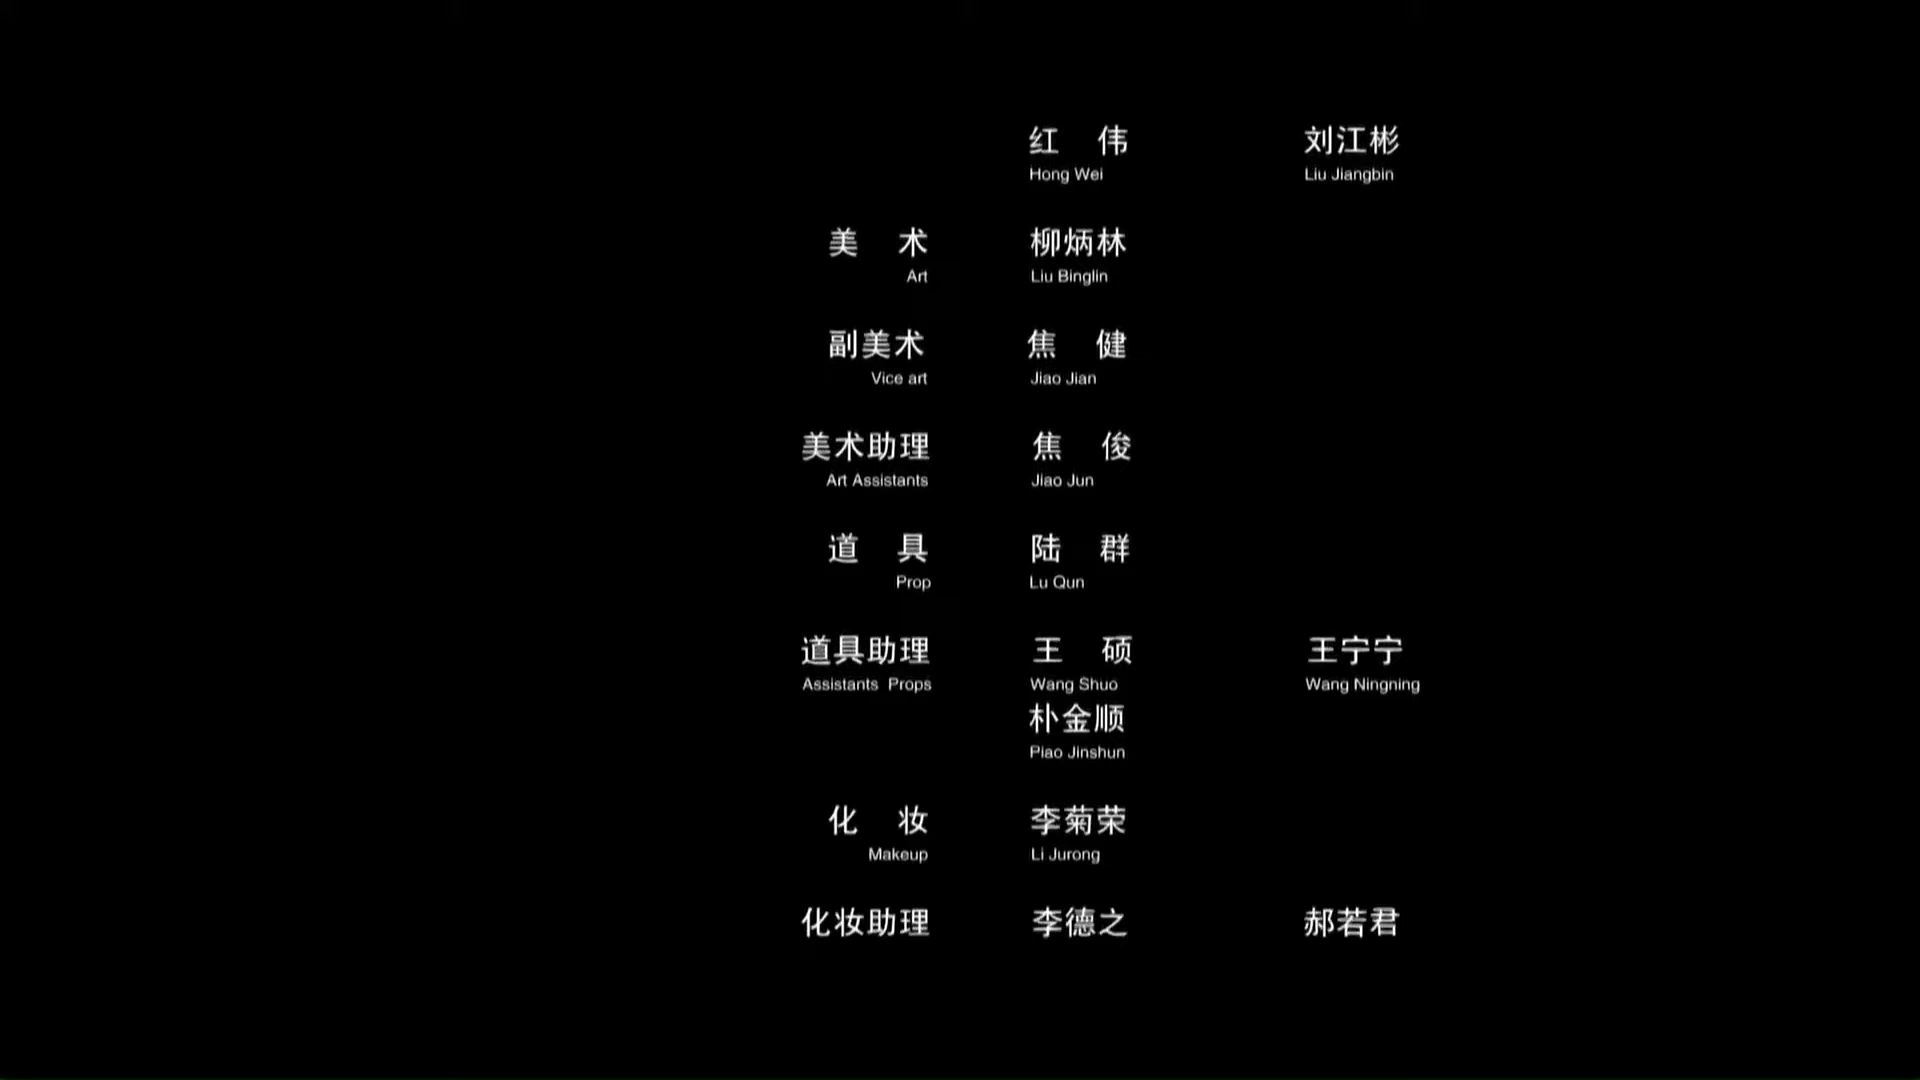 红 伟 刘江彬
Hong Wei Liu Jiangbin
美 术 柳炳林
Art Liu Binglin
副美术 焦 健
Vice art Jiao Jian
美术助理 焦 俊
Art Assistants Jiao Jun
道 具 陆 群
Prop Lu Qun
道具助理 王 硕 王宁宁
Assistants Props Wang Shuo Wang Ningning
朴金顺
Piao Jinshun
化 妆 李菊荣
Makeup Li Jurong
化妆助理 李德之 郝若君